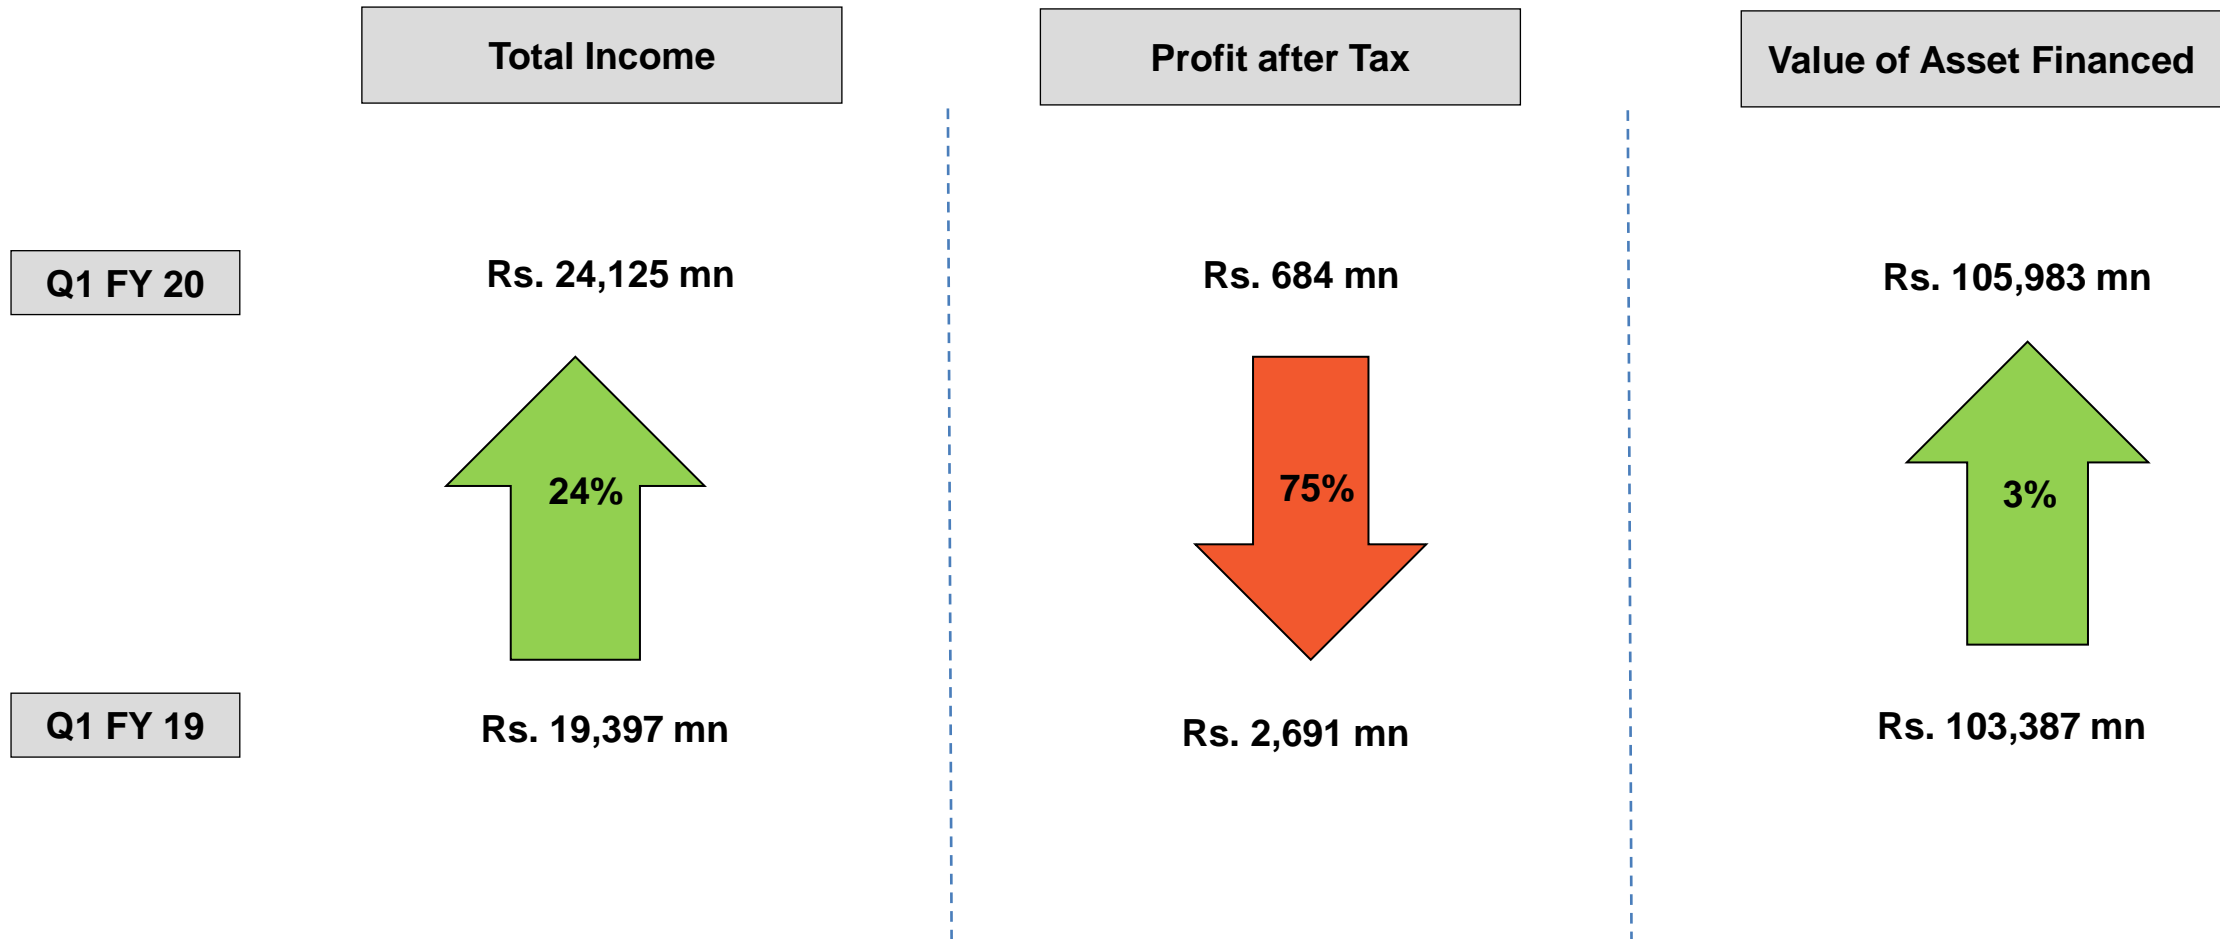 Total Income
Profit after Tax
Value of Asset Financed
Q1 FY 20
Rs. 24,125 mn
Rs. 684 mn
Rs. 105,983 mn
24%
75%
3%
Q1 FY 19
Rs. 19,397 mn
Rs. 2,691 mn
Rs. 103,387 mn